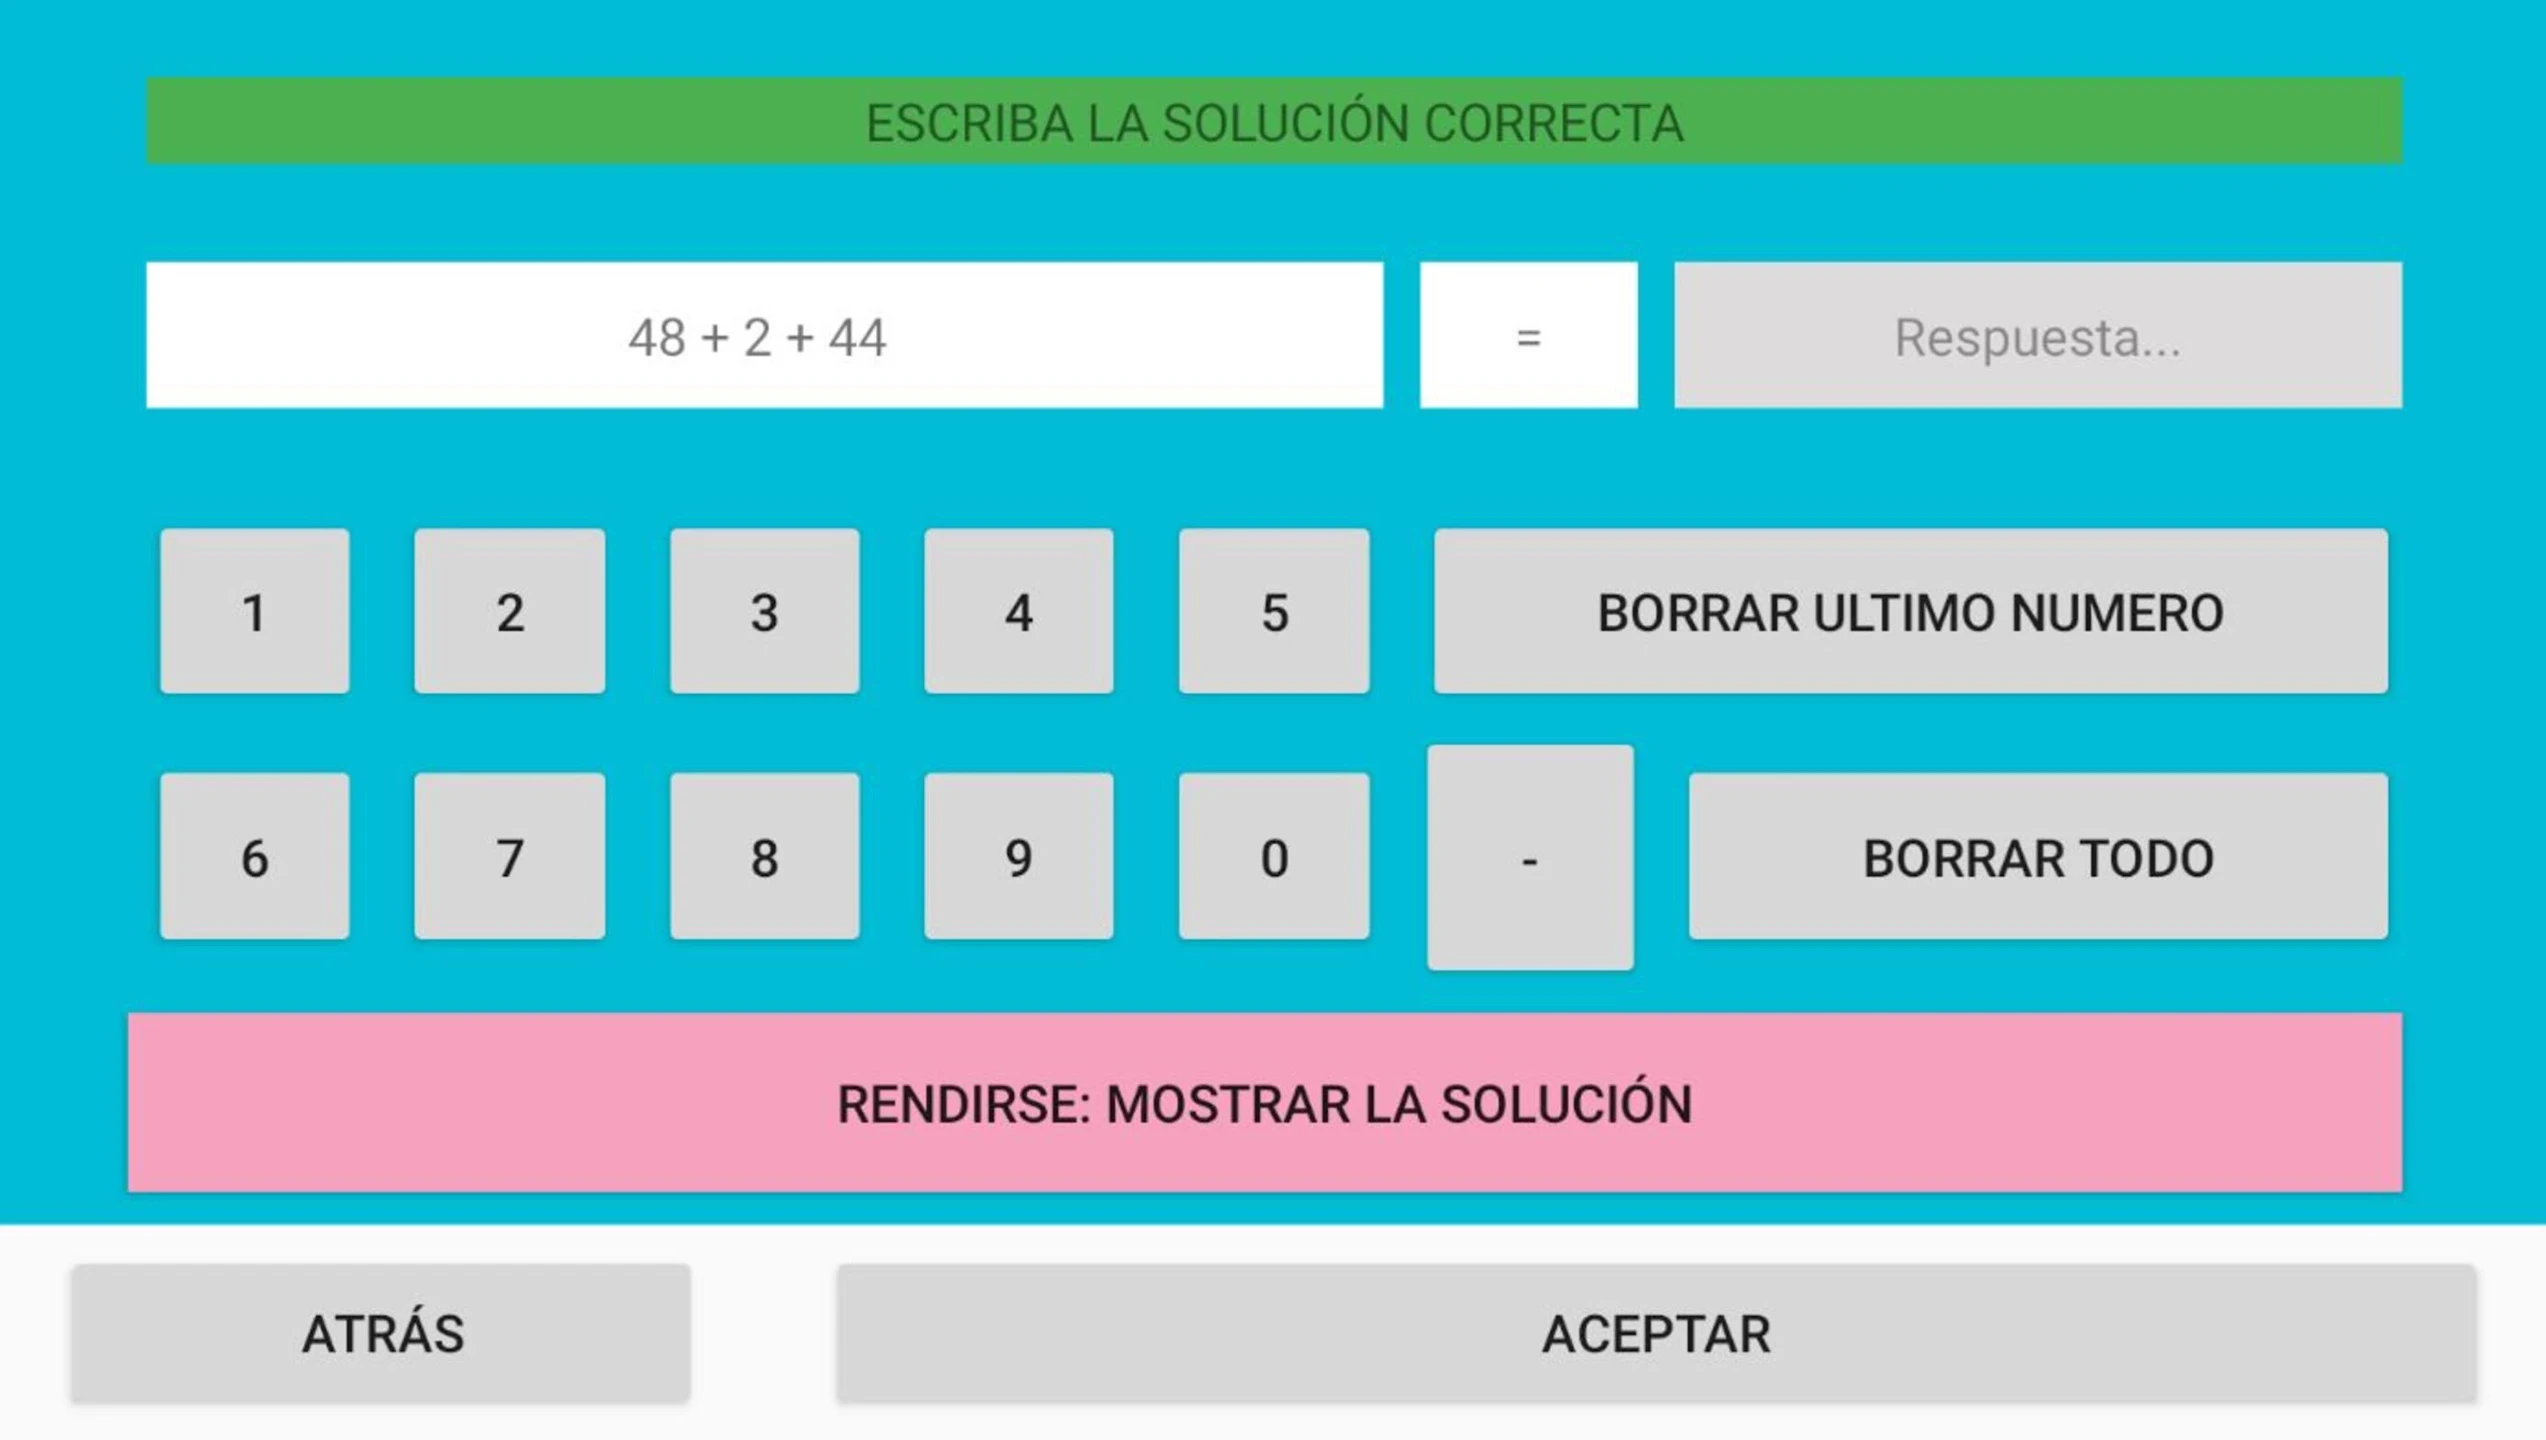 ESCRIBA LA SOLUCIÓN CORRECTA
48 + 2 + 44 = Respuesta...
1 2 3 4 5 BORRAR ULTIMO NUMERO
6 7 8 9 0 - BORRAR TODO
RENDIRSE: MOSTRAR LA SOLUCIÓN
ATRÁS ACEPTAR